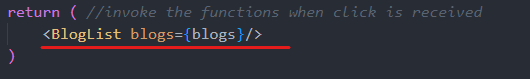 return ( //invoke the functions when click is received
<BlogList blogs={blogs}/>
)